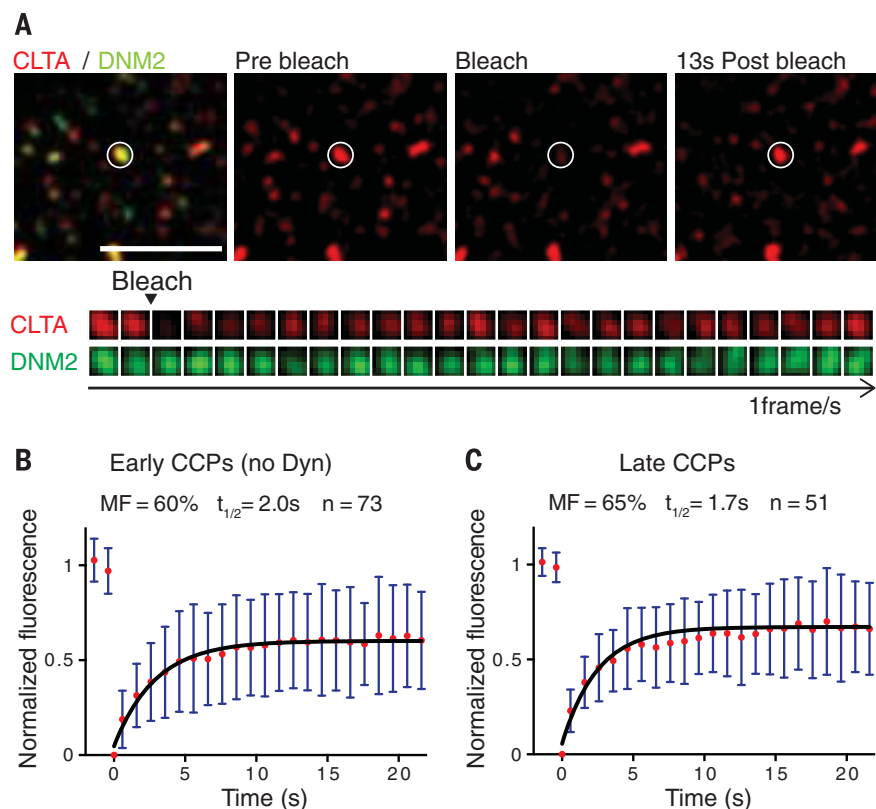 A
CLTA / DNM2
Pre bleach
Bleach
13s Post bleach
Bleach
CLTA
DNM2
1frame/s
B
Early CCPs (no Dyn)
MF = 60% t1/2= 2.0s n = 73
Normalized fluorescence
1
0.5
0
0 5 10 15 20
Time (s)
C
Late CCPs
MF = 65% t1/2= 1.7s n = 51
Normalized fluorescence
1
0.5
0
0 5 10 15 20
Time (s)